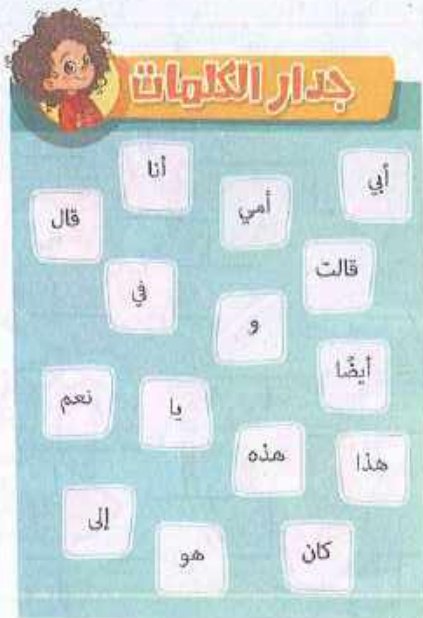 جدار الكلمات
أبي
أنا
أمي
قال
قالت
في
و
أيضًا
نعم
يا
هذه
هذا
إلى
كان
هو